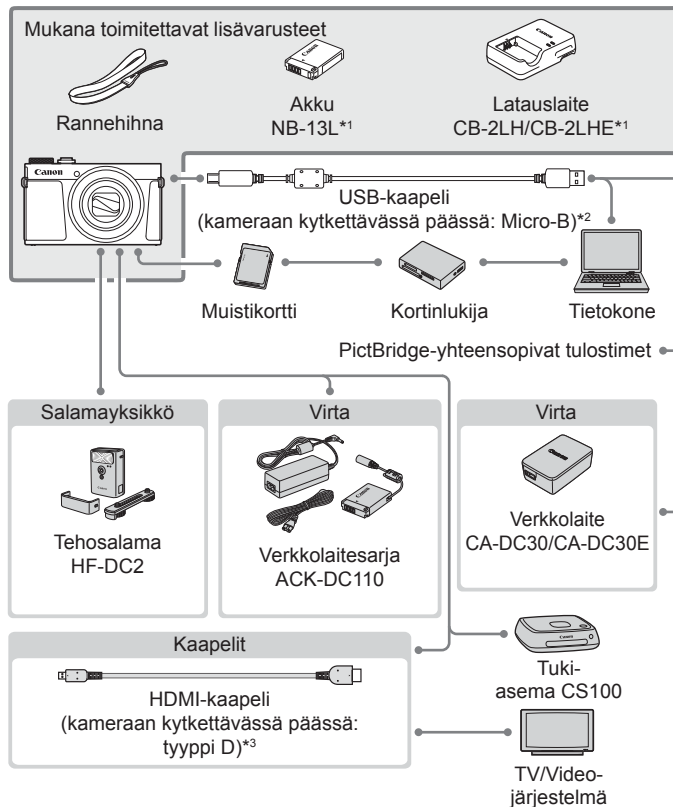 Mukana toimitettavat lisävarusteet
Rannehihna
Akku
NB-13L*1
Latauslaite
CB-2LH/CB-2LHE*1
Canon
USB-kaapeli
(kameraan kytkettävässä päässä: Micro-B)*2
Muistikortti
Kortinlukija
Tietokone
PictBridge-yhteensopivat tulostimet
Salamayksikkö
Tehosalama
HF-DC2
Virta
Verkkolaitesarja
ACK-DC110
Virta
Verkkolaite
CA-DC30/CA-DC30E
Kaapelit
HDMI-kaapeli
(kameraan kytkettävässä päässä:
tyyppi D)*3
Tuki-
asema CS100
TV/Video-
järjestelmä